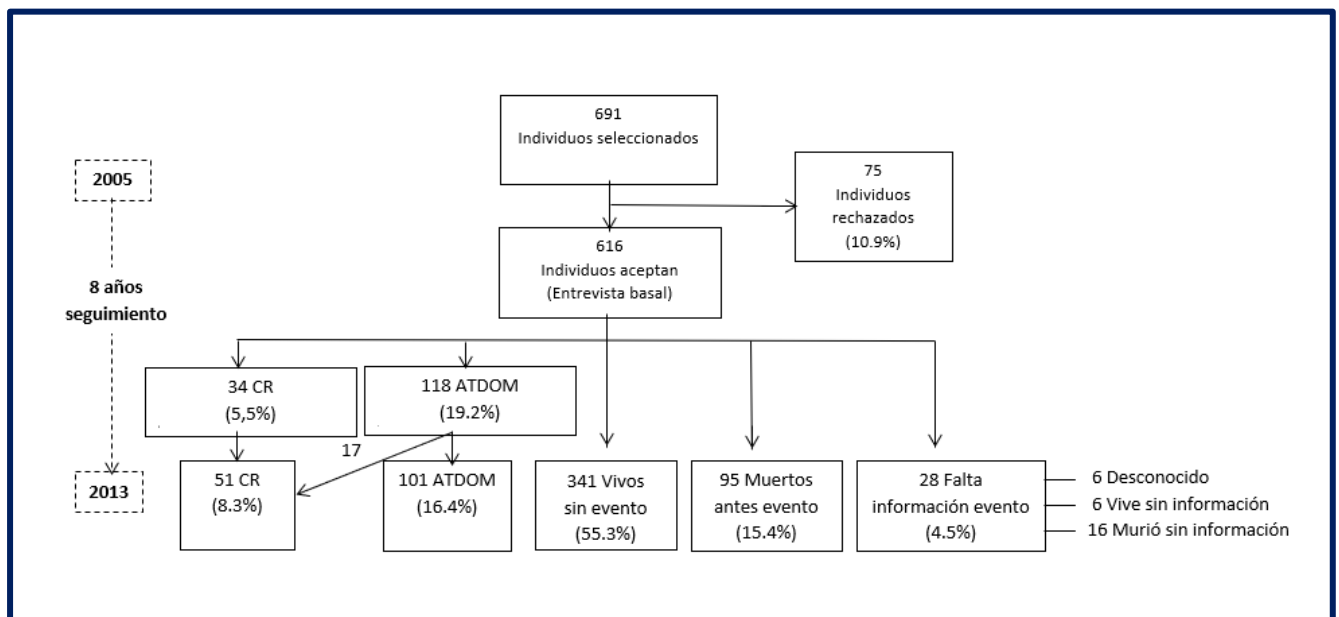 691
Individuos seleccionados
2005
75
Individuos
rechazados
(10.9%)
616
Individuos aceptan
(Entrevista basal)
8 años
seguimiento
34 CR
(5,5%)
118 ATDOM
(19.2%)
17
2013
51 CR
(8.3%)
101 ATDOM
(16.4%)
341 Vivos
sin evento
(55.3%)
95 Muertos
antes evento
(15.4%)
28 Falta
información evento
(4.5%)
6 Desconocido
6 Vive sin información
16 Murió sin información